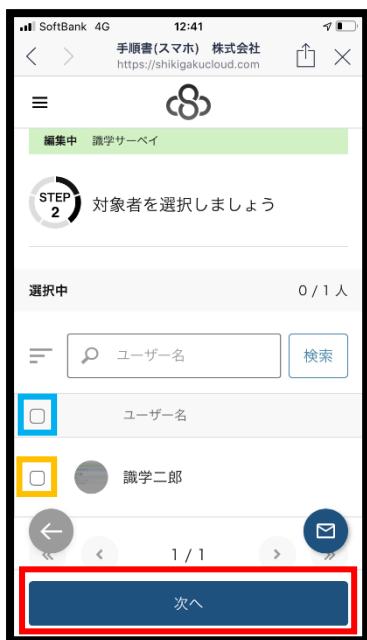 SoftBank 4G 12:41
手順書(スマホ) 株式会社
https://shikigakucloud.com
編集中 識学サーベイ
STEP
2
対象者を選択しましょう
選択中 0/1人
ユーザー名 検索
ユーザー名
識学二郎
« ‹ 1/1 › »
次へ